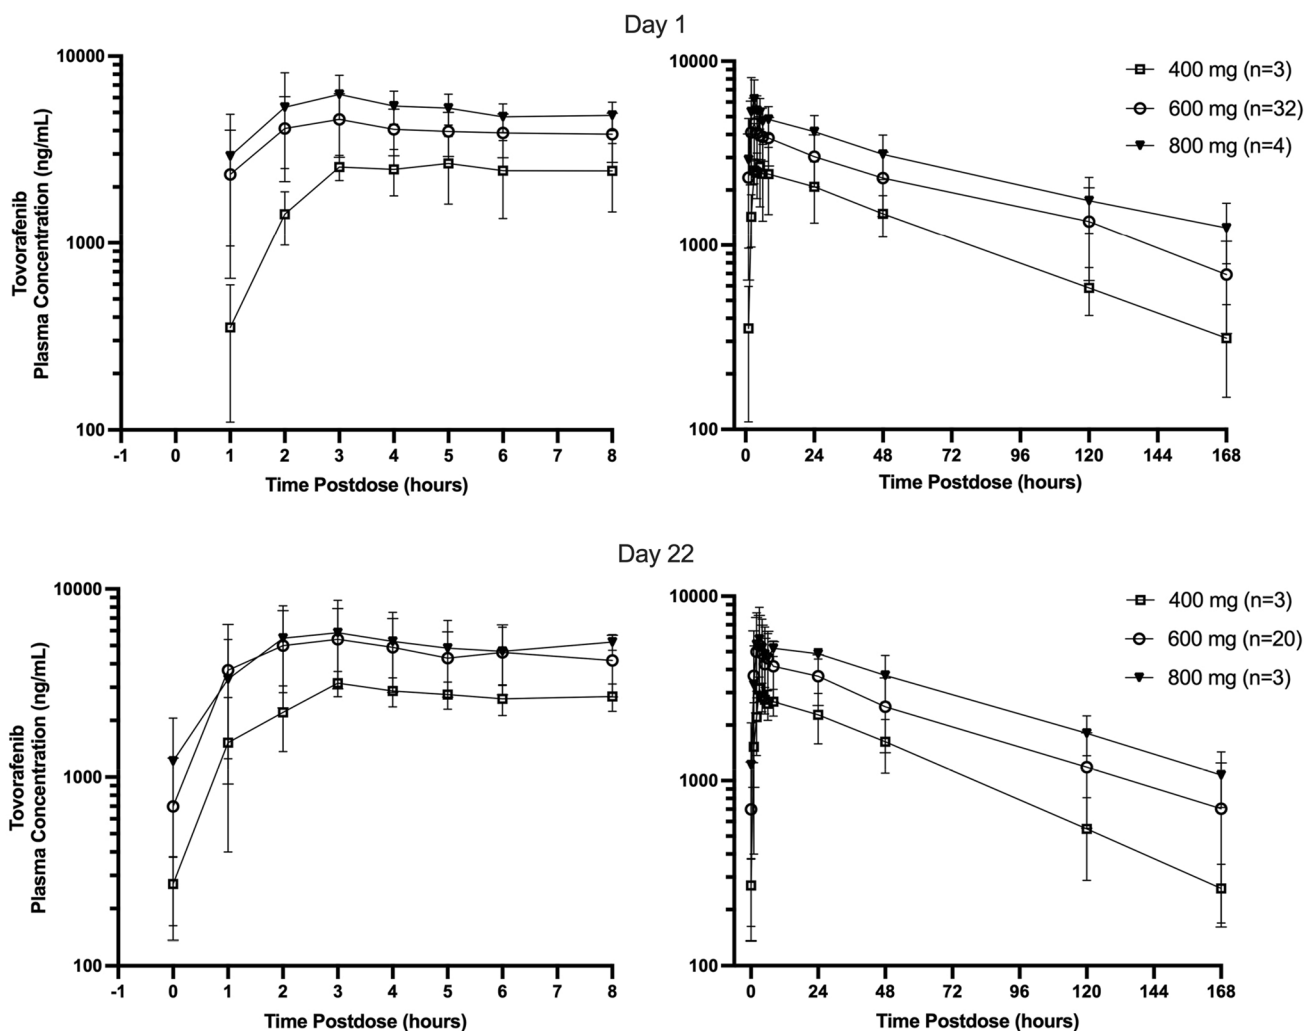 Day 1
Tovorafenib
Plasma Concentration (ng/mL)
10000
1000
100
-1 0 1 2 3 4 5 6 7 8
Time Postdose (hours)
10000
1000
100
0 24 48 72 96 120 144 168
Time Postdose (hours)
400 mg (n=3)
600 mg (n=32)
800 mg (n=4)
Day 22
Tovorafenib
Plasma Concentration (ng/mL)
10000
1000
100
-1 0 1 2 3 4 5 6 7 8
Time Postdose (hours)
10000
1000
100
0 24 48 72 96 120 144 168
Time Postdose (hours)
400 mg (n=3)
600 mg (n=20)
800 mg (n=3)